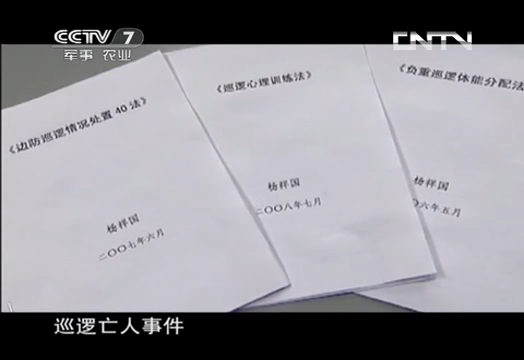 CCTV 7
军事 农业
CNTV
《边防巡逻情况处置40法》
杨祥国
二〇〇七年六月
《巡逻心理训练法》
杨祥国
二〇〇八年七月
《负重巡逻体能分配法
杨祥国
六年五月
巡逻亡人事件